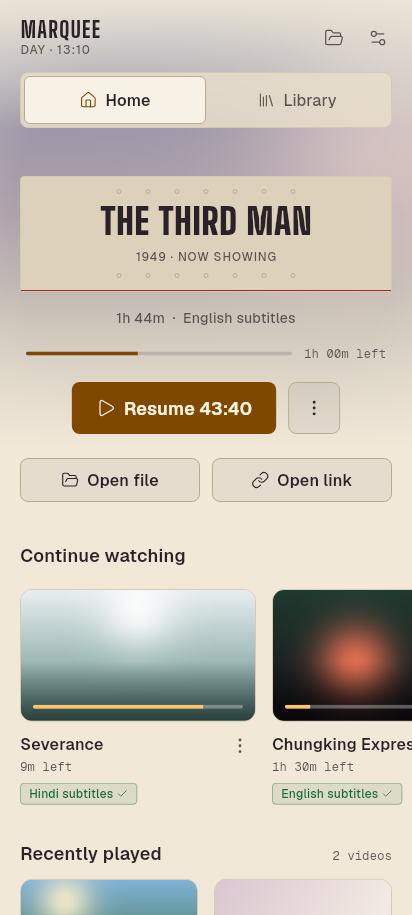 MARQUEE
DAY · 13:10
Home
Library
THE THIRD MAN
1949 · NOW SHOWING
1h 44m · English subtitles
1h 00m left
Resume 43:40
Open file
Open link
Continue watching
Severance
9m left
Hindi subtitles ✓
Chungking Expres
1h 30m left
English subtitles ✓
Recently played
2 videos